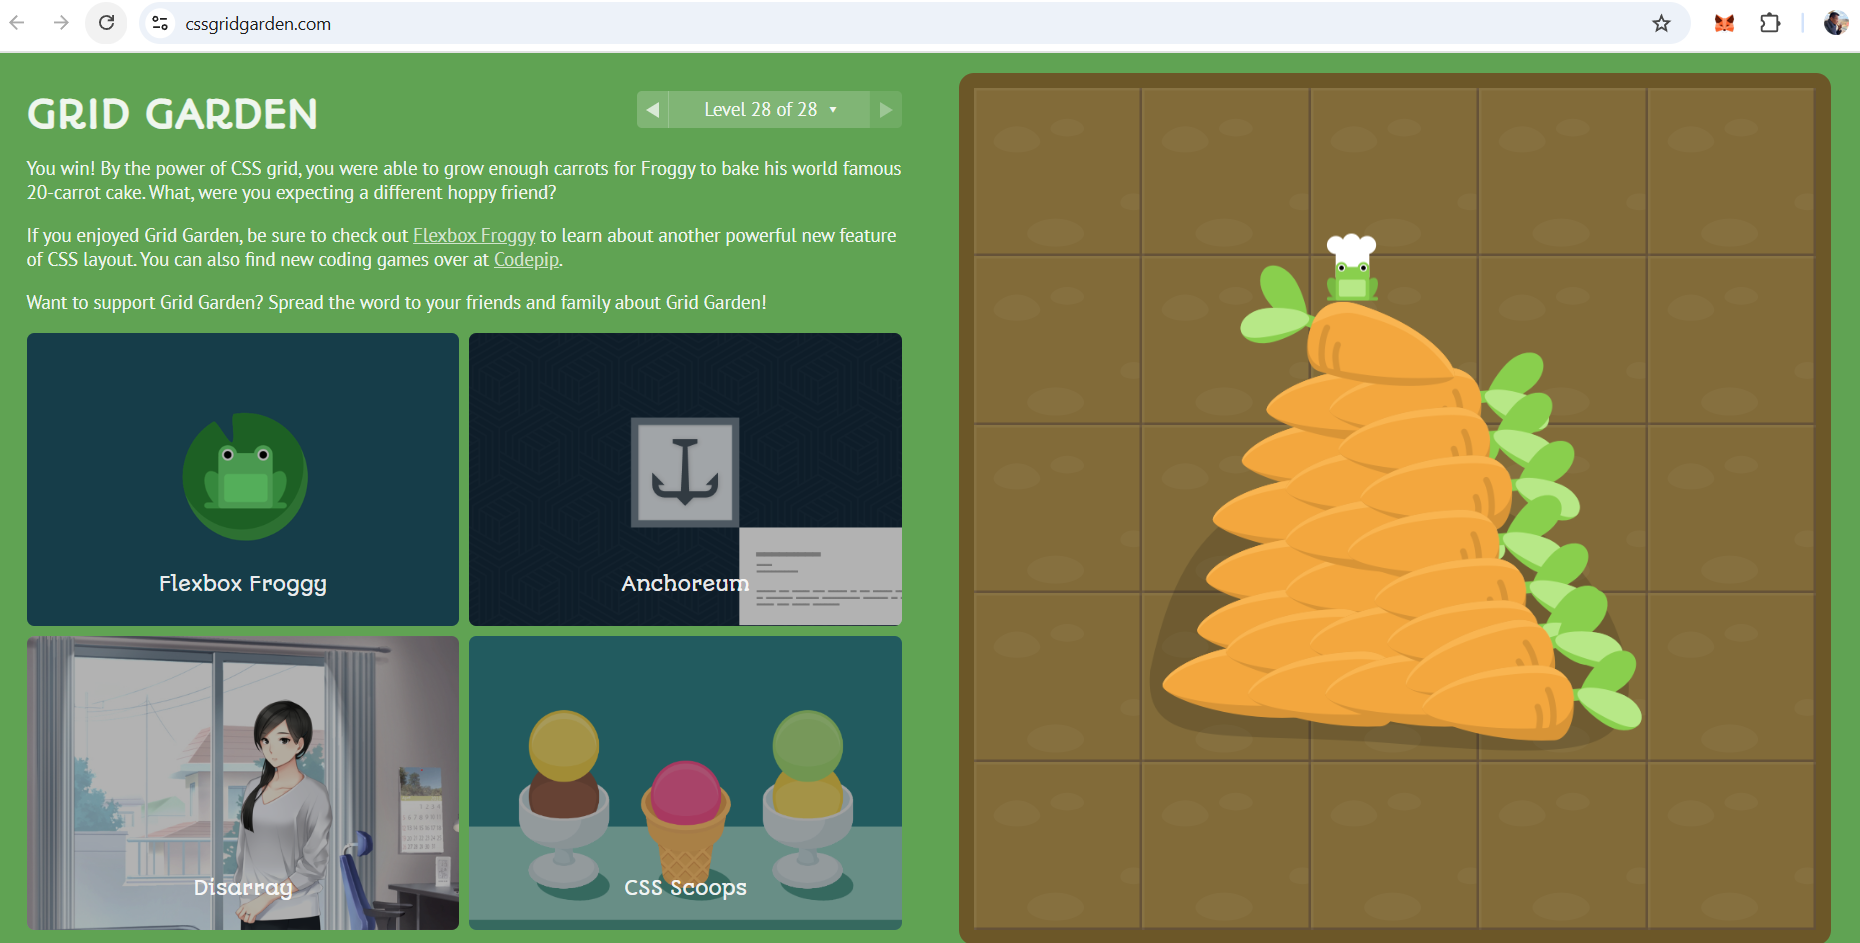 cssgridgarden.com
GRID GARDEN
Level 28 of 28
You win! By the power of CSS grid, you were able to grow enough carrots for Froggy to bake his world famous
20-carrot cake. What, were you expecting a different hoppy friend?
If you enjoyed Grid Garden, be sure to check out Flexbox Froggy to learn about another powerful new feature
of CSS layout. You can also find new coding games over at Codepip.
Want to support Grid Garden? Spread the word to your friends and family about Grid Garden!
Flexbox Froggy
Anchoreum
Disarray
CSS Scoops